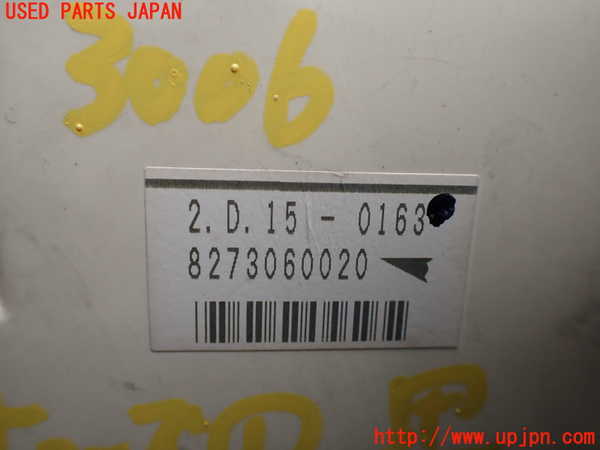 USED PARTS JAPAN
3006
2.D.15 - 0163
8273060020
http://www.upjpn.com